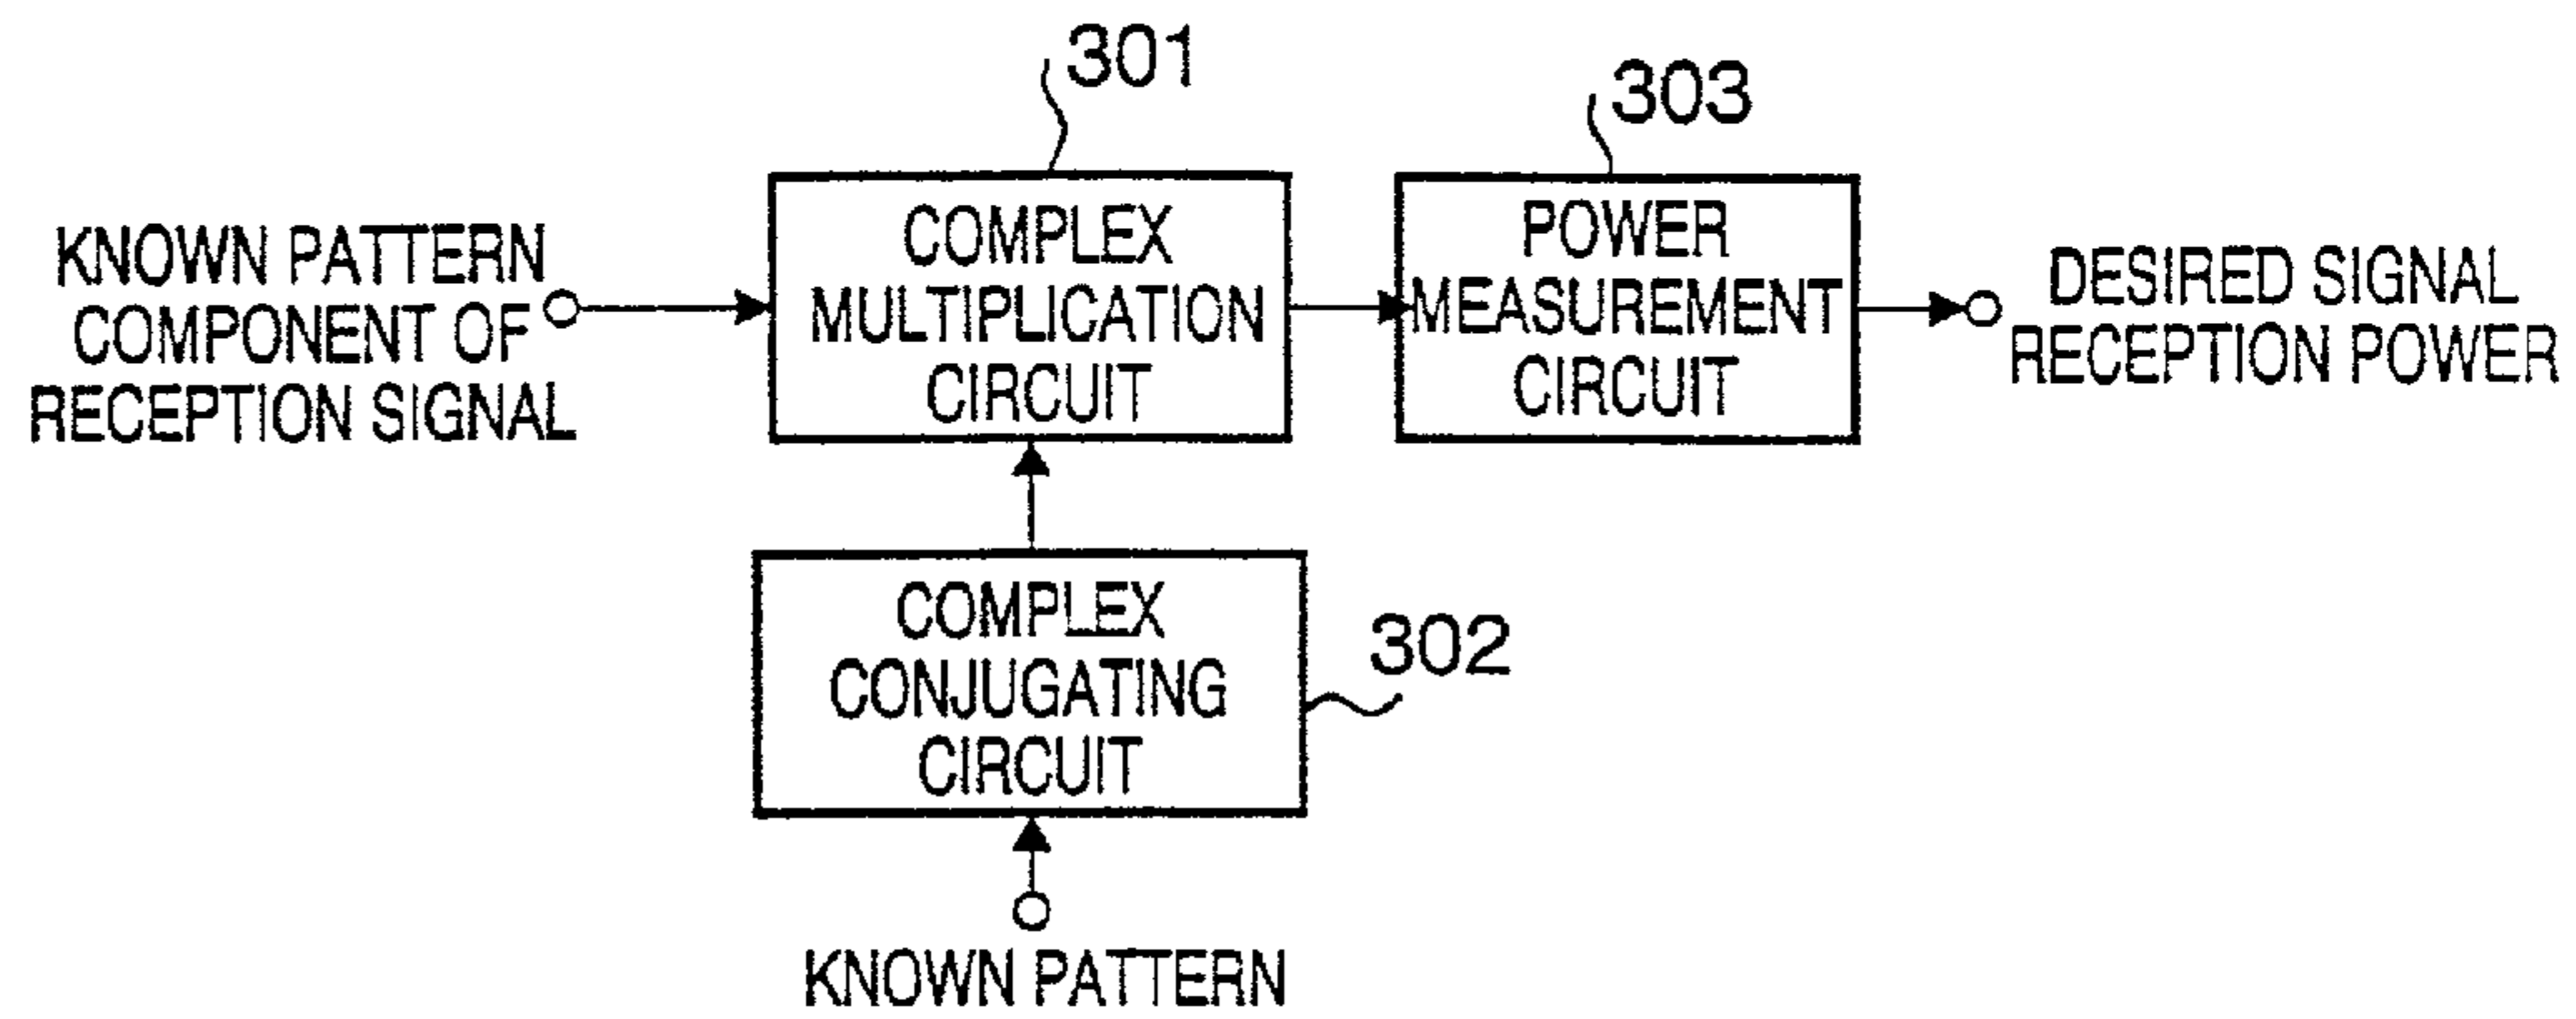 301
303
KNOWN PATTERN
COMPONENT OF
RECEPTION SIGNAL
COMPLEX
MULTIPLICATION
CIRCUIT
POWER
MEASUREMENT
CIRCUIT
DESIRED SIGNAL
RECEPTION POWER
COMPLEX
CONJUGATING
CIRCUIT
302
KNOWN PATTERN